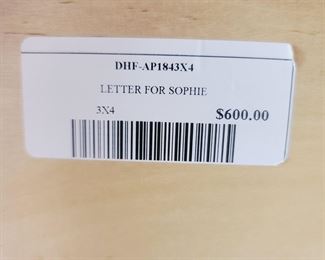 DHF-AP1843X4
LETTER FOR SOPHIE
3X4 $600.00